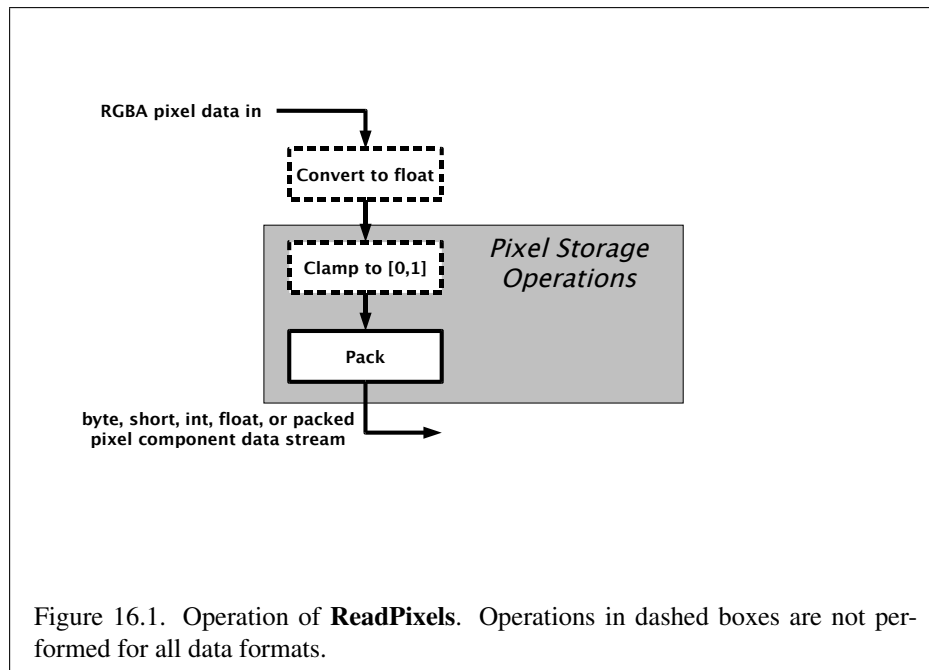 RGBA pixel data in
Convert to float
Pixel Storage
Operations
Clamp to [0,1]
Pack
byte, short, int, float, or packed
pixel component data stream
Figure 16.1. Operation of ReadPixels. Operations in dashed boxes are not per-
formed for all data formats.